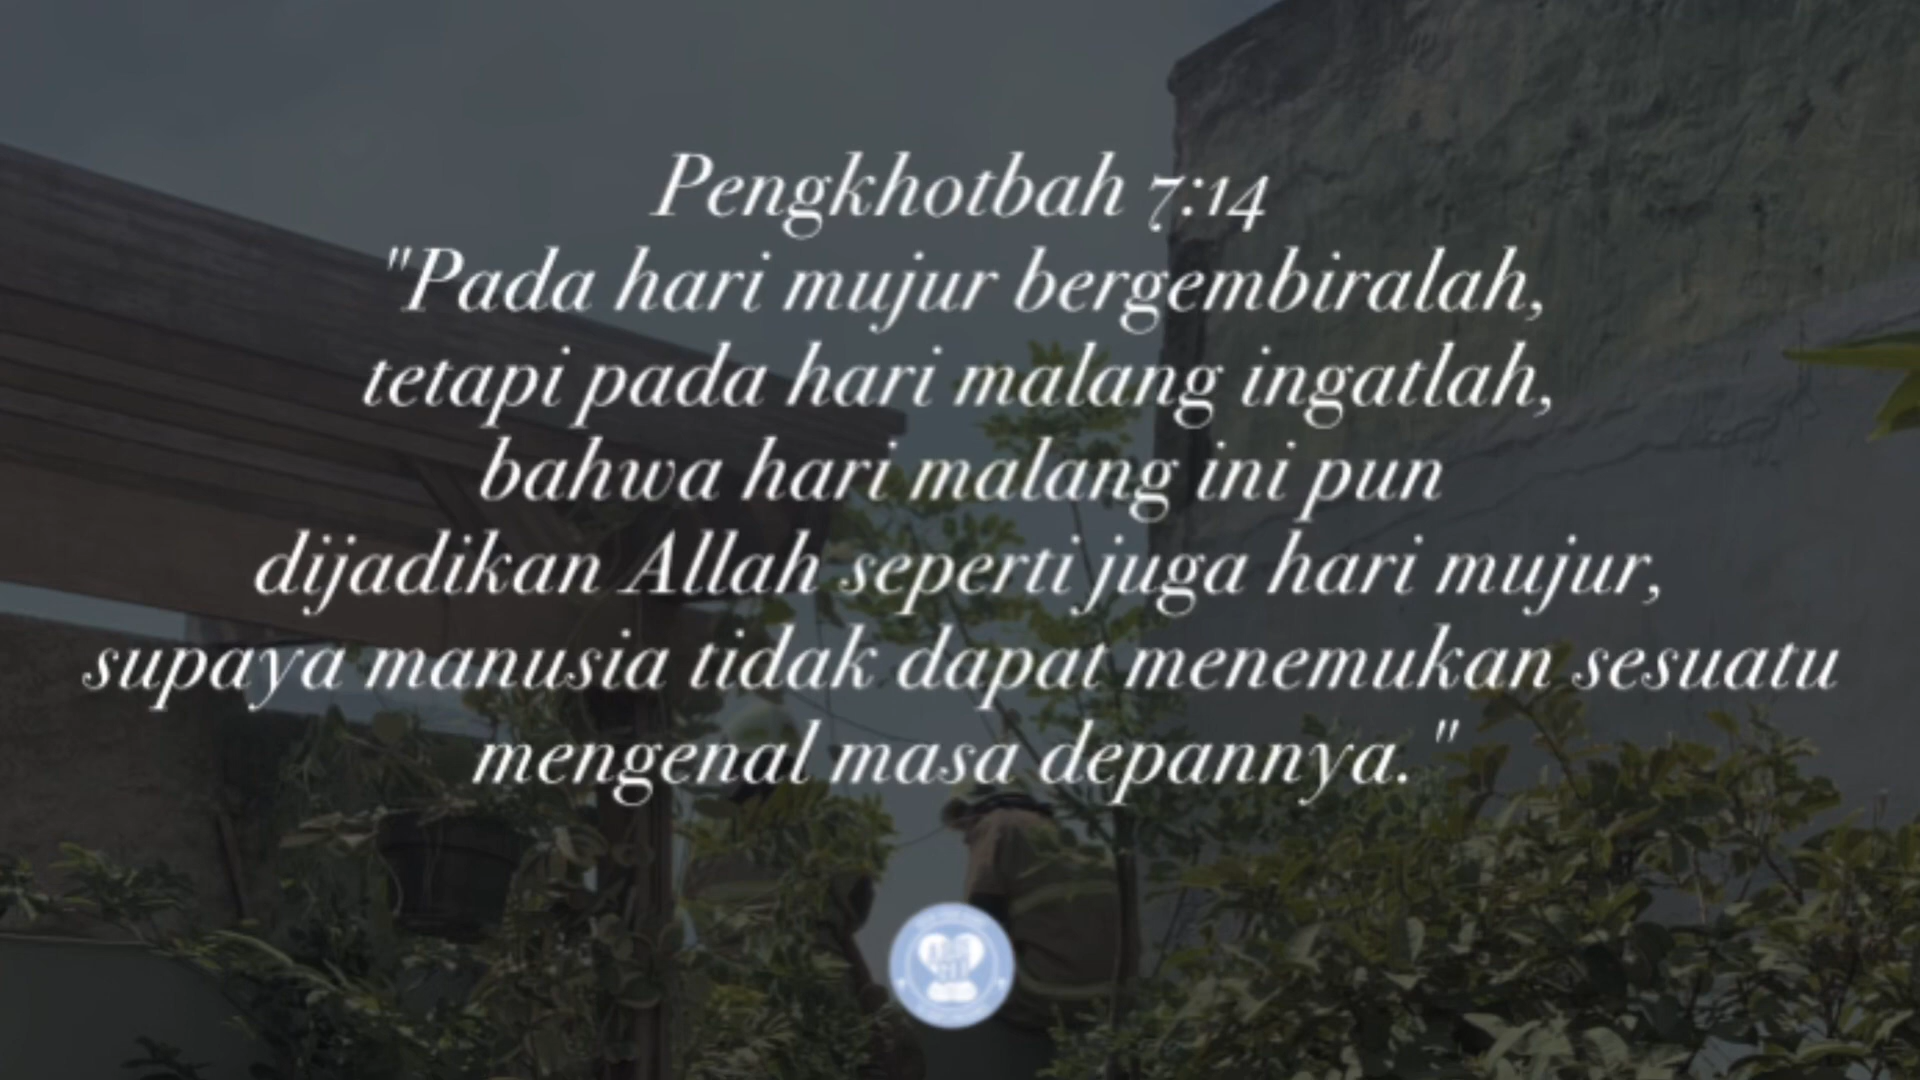 Pengkhotbah 7:14
"Pada hari mujur bergembiralah,
tetapi pada hari malang ingatlah,
bahwa hari malang ini pun
dijadikan Allah seperti juga hari mujur,
supaya manusia tidak dapat menemukan sesuatu
mengenal masa depannya. "